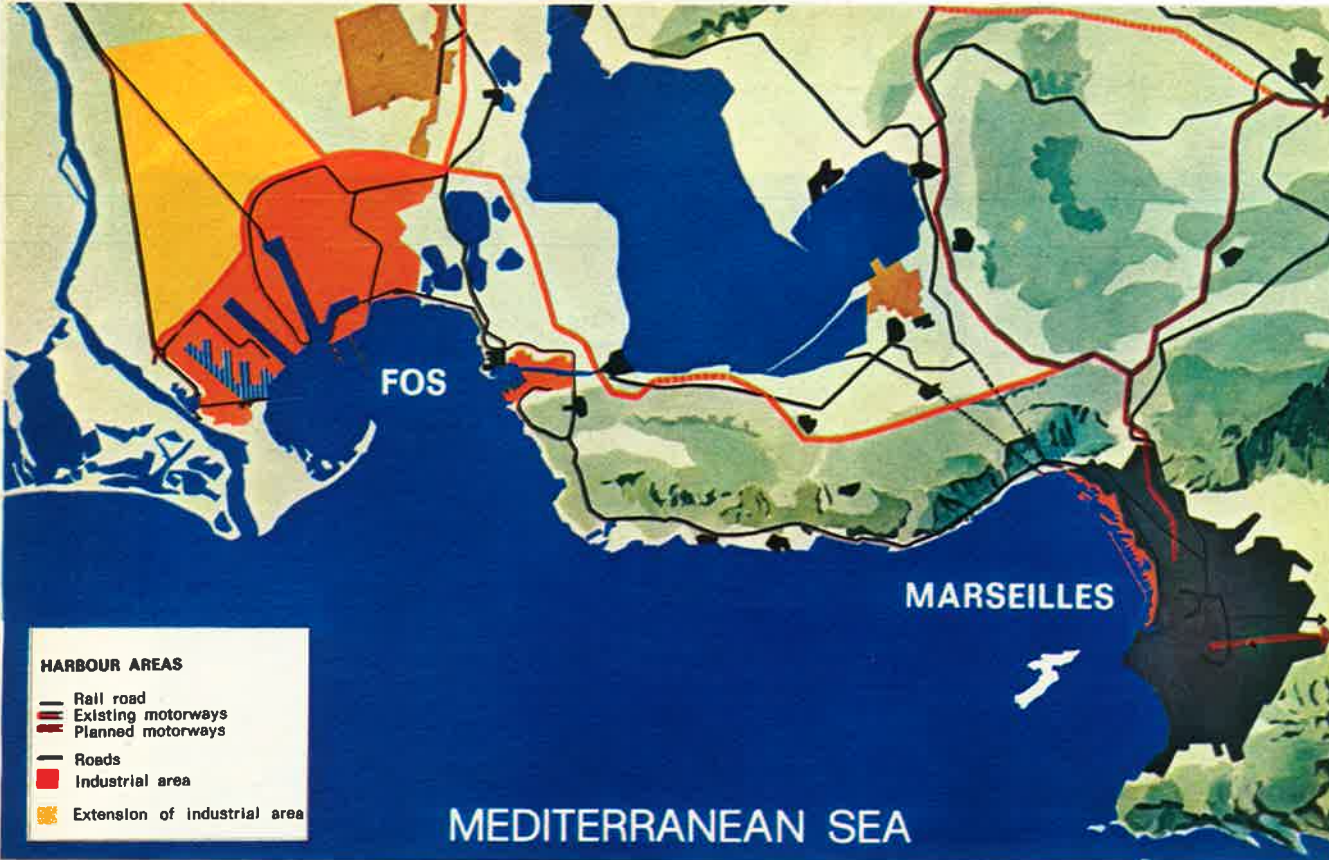 FOS
MARSEILLES
HARBOUR AREAS
Rail road
Existing motorways
Planned motorways
Roads
Industrial area
Extension of industrial area
MEDITERRANEAN SEA